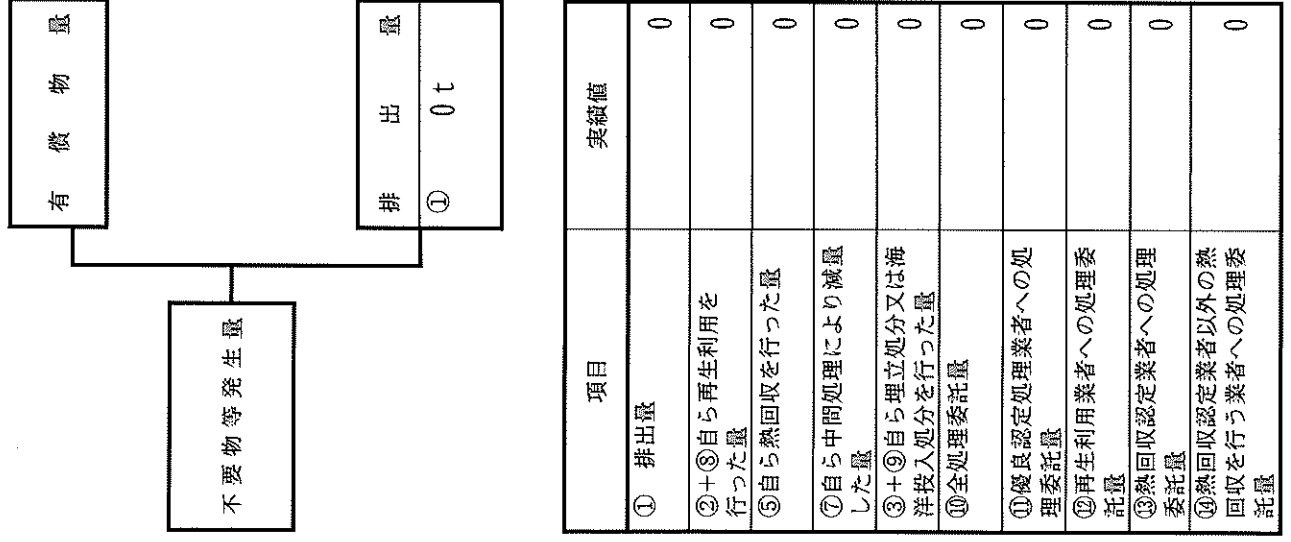 有償物量
不要物等発生量
排出量
① 0 t
項目 実績値
① 排出量 0
②+⑧自ら再生利用を
行った量 0
⑤自ら熱回収を行った量 0
⑦自ら中間処理により減量
した量 0
③+⑨自ら埋立処分又は海
洋投入処分を行った量 0
⑩全処理委託量 0
⑪優良認定処理業者への処
理委託量 0
⑫再生利用業者への処理委
託量 0
⑬熱回収認定業者への処理
委託量 0
⑭熱回収認定業者以外の熱
回収を行う業者への処理委
託量 0